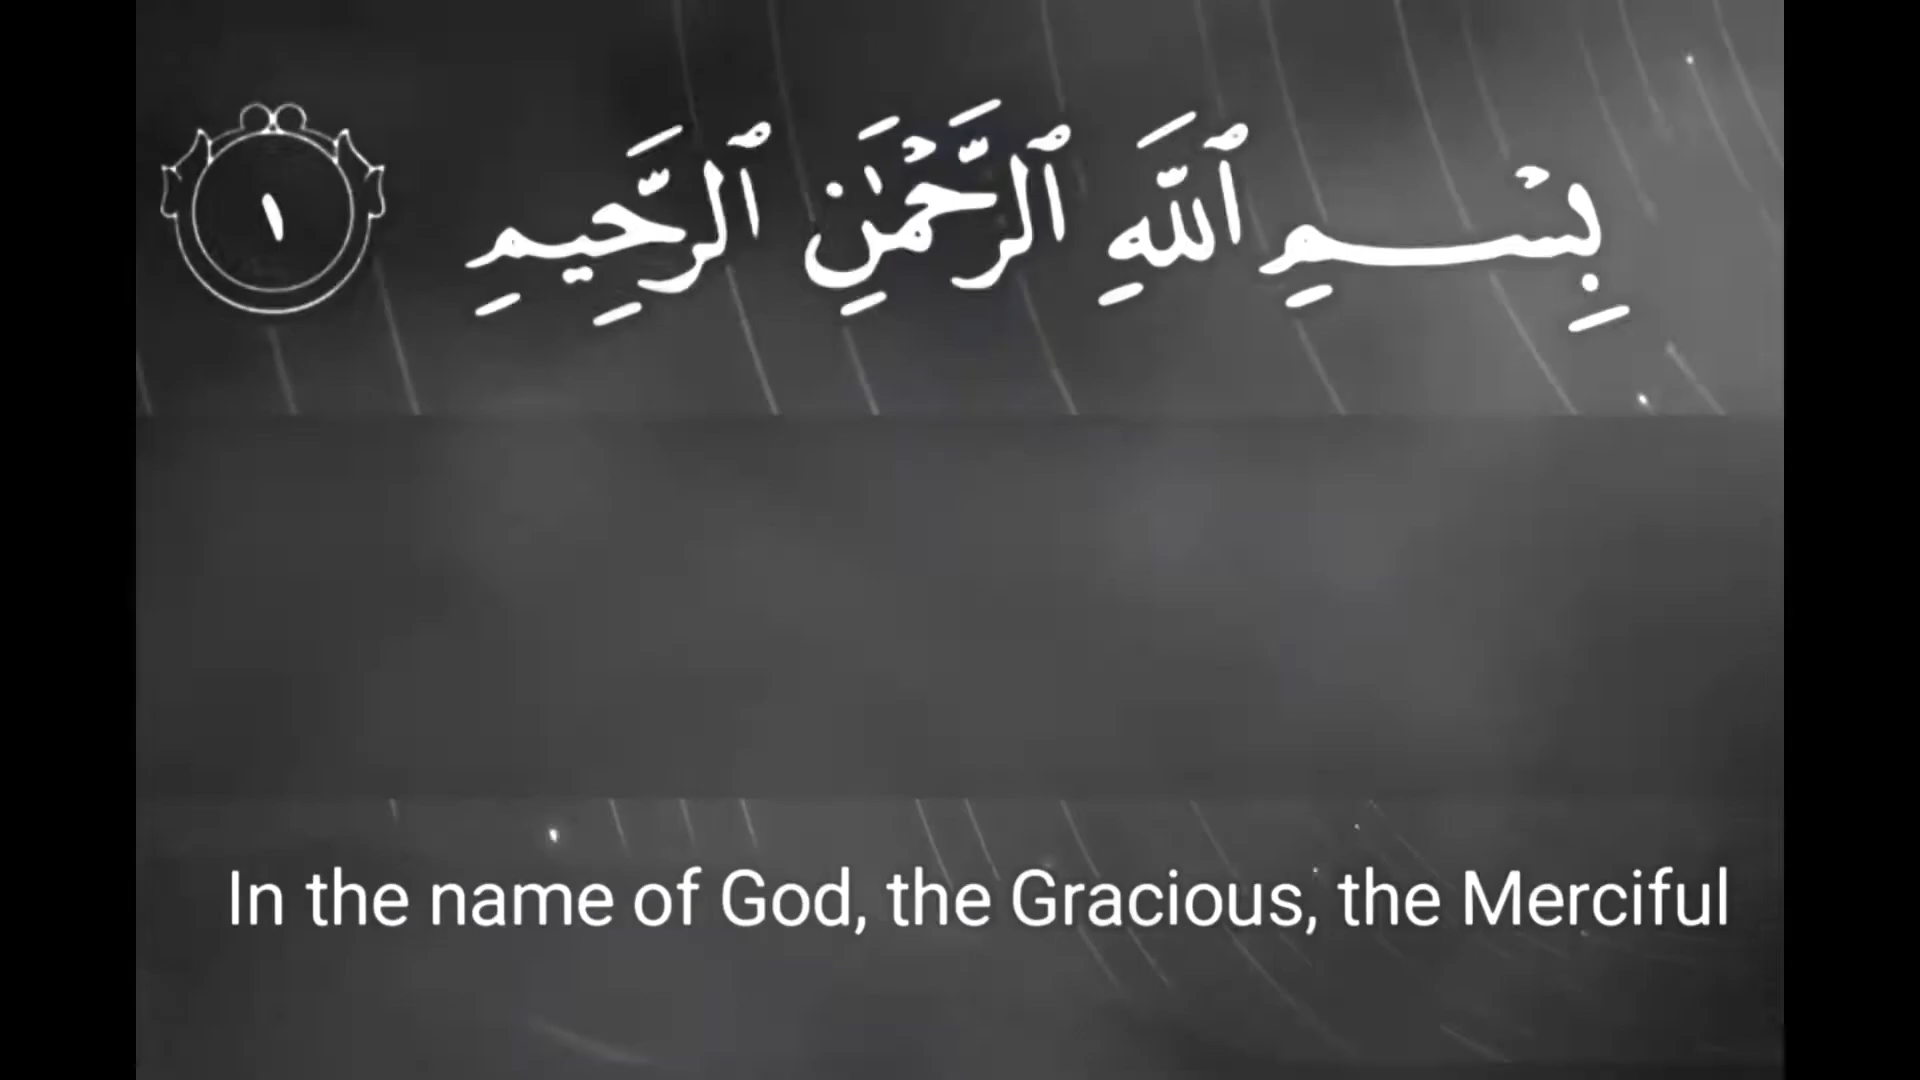 بِسْمِ ٱللَّهِ ٱلرَّحْمَٰنِ ٱلرَّحِيمِ ١
In the name of God, the Gracious, the Merciful